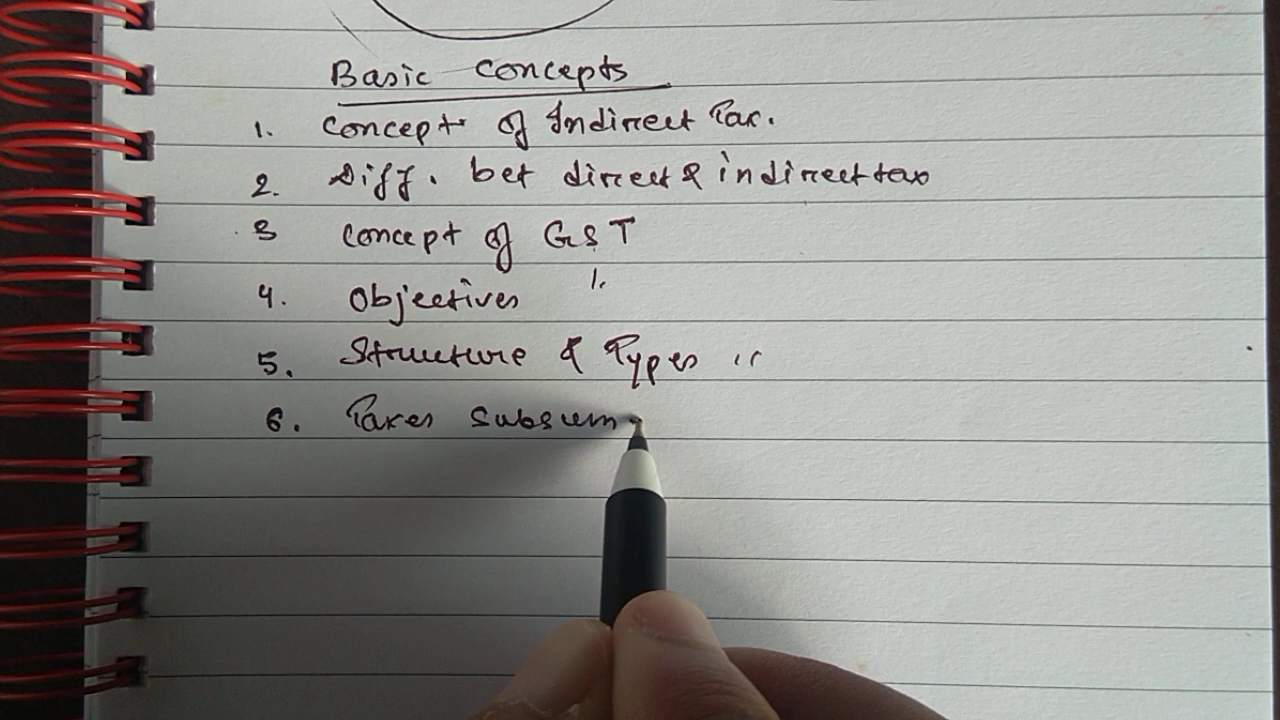 Basic Concepts
1. Concept of Indirect Tax.
2. Diff. bet direct & indirect tax
3 Concept of GST
4. Objectives "
5. Structure & Types "
6. Taxes Subsum